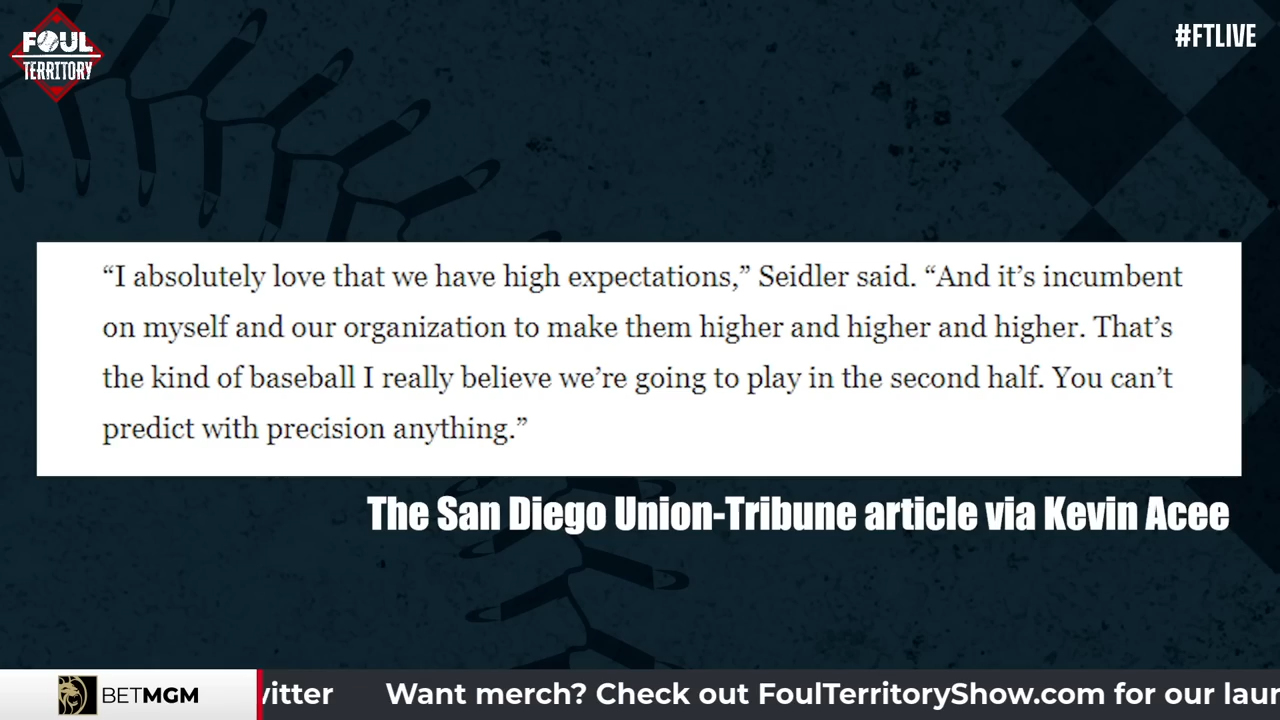 FOUL
TERRITORY
#FTLIVE
“I absolutely love that we have high expectations,” Seidler said. “And it’s incumbent
on myself and our organization to make them higher and higher and higher. That’s
the kind of baseball I really believe we’re going to play in the second half. You can’t
predict with precision anything.”
The San Diego Union-Tribune article via Kevin Acee
BETMGM
itter Want merch? Check out FoulTerritoryShow.com for our laun